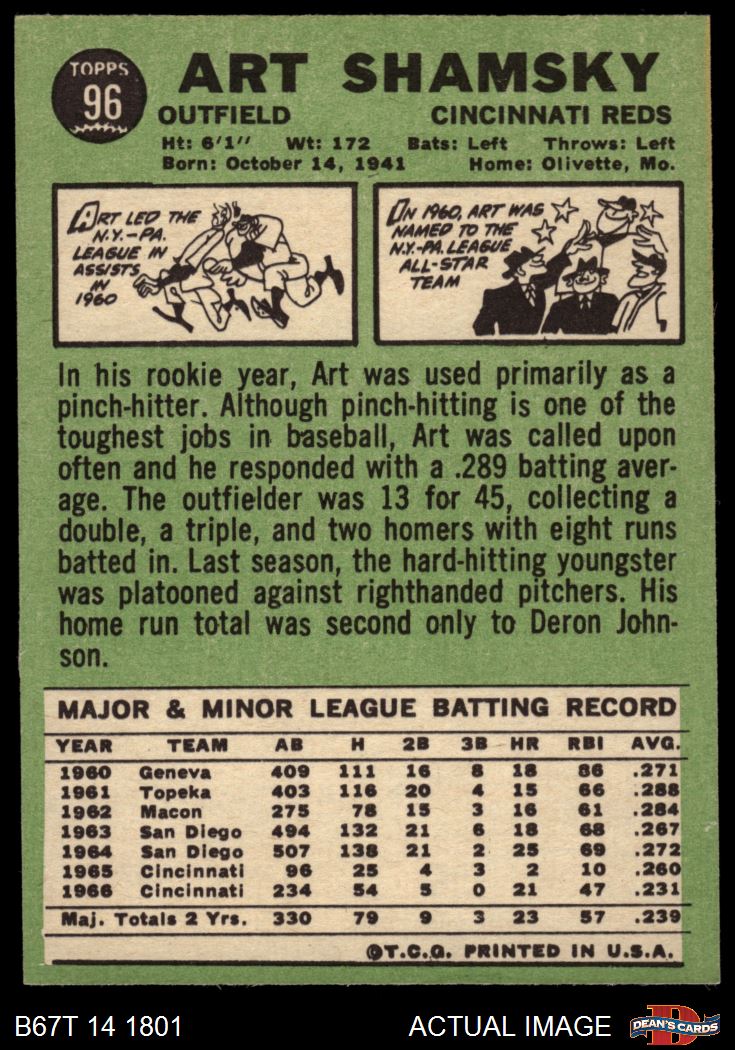 TOPPS
96
ART SHAMSKY
OUTFIELD CINCINNATI REDS
Ht: 6'1'' Wt: 172 Bats: Left Throws: Left
Born: October 14, 1941 Home: Olivette, Mo.
ART LED THE
N.Y.–PA.
LEAGUE IN
ASSISTS
IN
1960
IN 1960, ART WAS
NAMED TO THE
N.Y.-PA. LEAGUE
ALL-STAR
TEAM
In his rookie year, Art was used primarily as a
pinch-hitter. Although pinch-hitting is one of the
toughest jobs in baseball, Art was called upon
often and he responded with a .289 batting aver-
age. The outfielder was 13 for 45, collecting a
double, a triple, and two homers with eight runs
batted in. Last season, the hard-hitting youngster
was platooned against righthanded pitchers. His
home run total was second only to Deron John-
son.
MAJOR & MINOR LEAGUE BATTING RECORD
YEAR TEAM AB H 2B 3B HR RBI AVG.
1960 Geneva 409 111 16 8 18 86 .271
1961 Topeka 403 116 20 4 15 66 .288
1962 Macon 275 78 15 3 16 61 .284
1963 San Diego 494 132 21 6 18 68 .267
1964 San Diego 507 138 21 2 25 69 .272
1965 Cincinnati 96 25 4 3 2 10 .260
1966 Cincinnati 234 54 5 0 21 47 .231
Maj. Totals 2 Yrs. 330 79 9 3 23 57 .239
©T.C.G. PRINTED IN U.S.A.
B67T 14 1801 ACTUAL IMAGE
D
DEAN'S CARDS